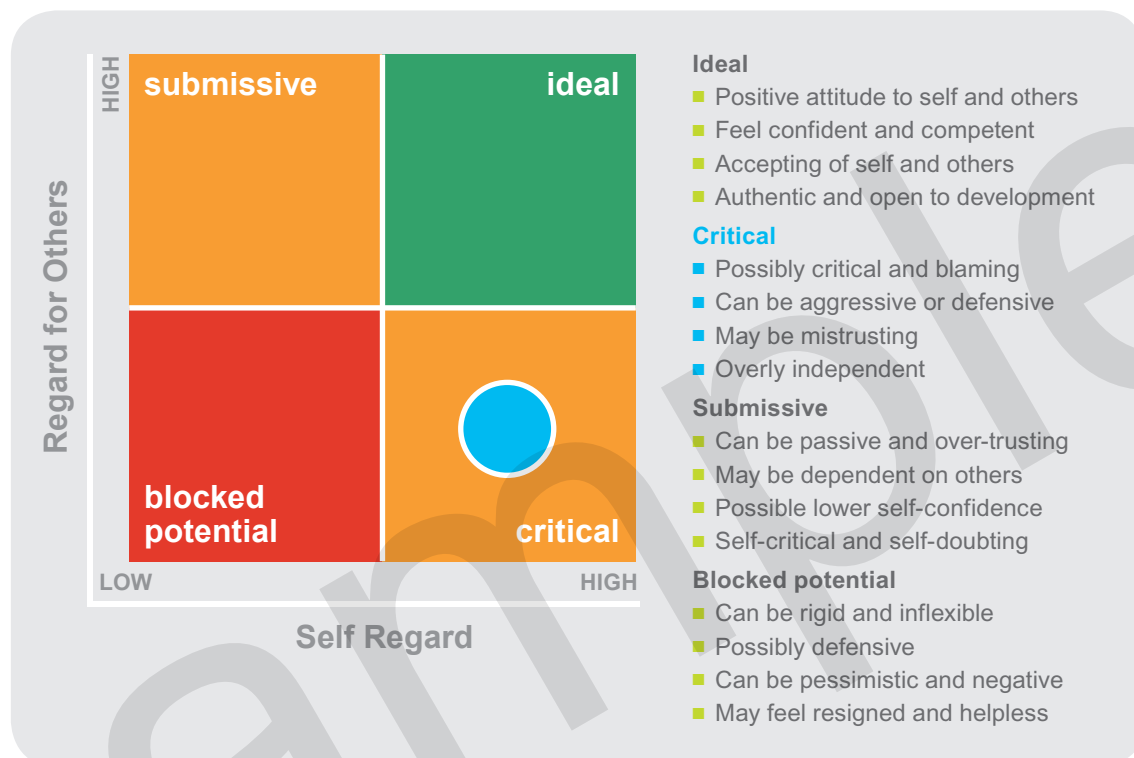 HIGH
submissive
ideal
Regard for Others
blocked
potential
critical
LOW
HIGH
Self Regard
Ideal
Positive attitude to self and others
Feel confident and competent
Accepting of self and others
Authentic and open to development
Critical
Possibly critical and blaming
Can be aggressive or defensive
May be mistrusting
Overly independent
Submissive
Can be passive and over-trusting
May be dependent on others
Possible lower self-confidence
Self-critical and self-doubting
Blocked potential
Can be rigid and inflexible
Possibly defensive
Can be pessimistic and negative
May feel resigned and helpless
ample